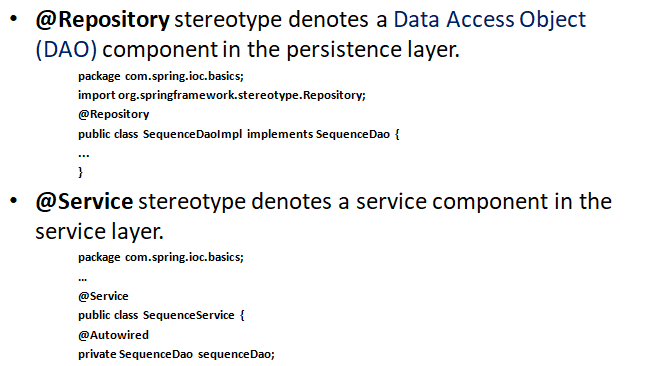 • @Repository stereotype denotes a Data Access Object
(DAO) component in the persistence layer.
package com.spring.ioc.basics;
import org.springframework.stereotype.Repository;
@Repository
public class SequenceDaoImpl implements SequenceDao {
...
}
• @Service stereotype denotes a service component in the
service layer.
package com.spring.ioc.basics;
...
@Service
public class SequenceService {
@Autowired
private SequenceDao sequenceDao;